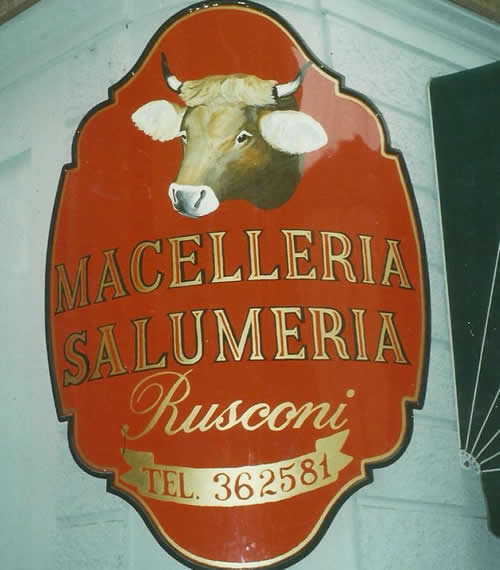 MACELLERIA
SALUMERIA
Rusconi
TEL. 362581